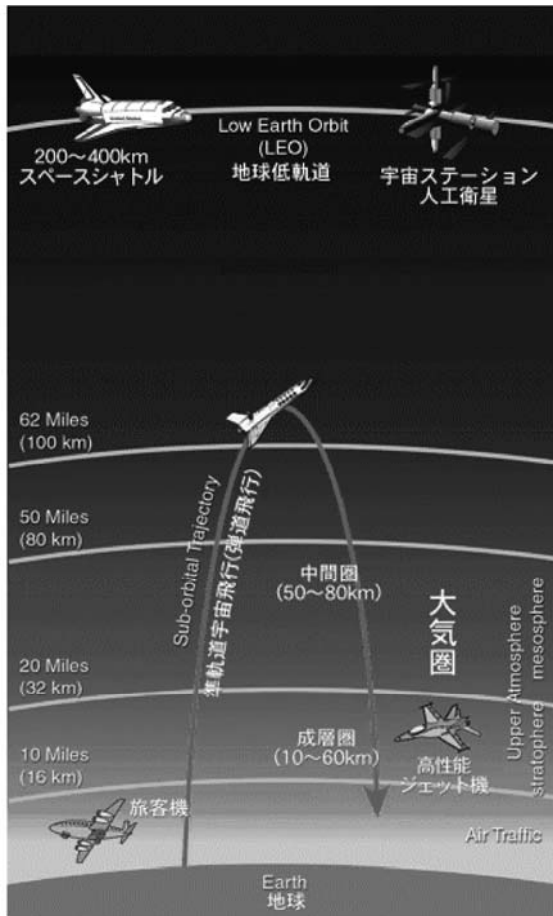 Low Earth Orbit
(LEO)
地球低軌道
200～400km
スペースシャトル
宇宙ステーション
人工衛星
62 Miles
(100 km)
50 Miles
(80 km)
Sub-orbital Trajectory
準軌道宇宙飛行(弾道飛行)
中間圏
(50～80km)
大気圏
Upper Atmosphere
mesosphere
stratophere
20 Miles
(32 km)
成層圏
(10～60km)
高性能
ジェット機
10 Miles
(16 km)
旅客機
Air Traffic
Earth
地球